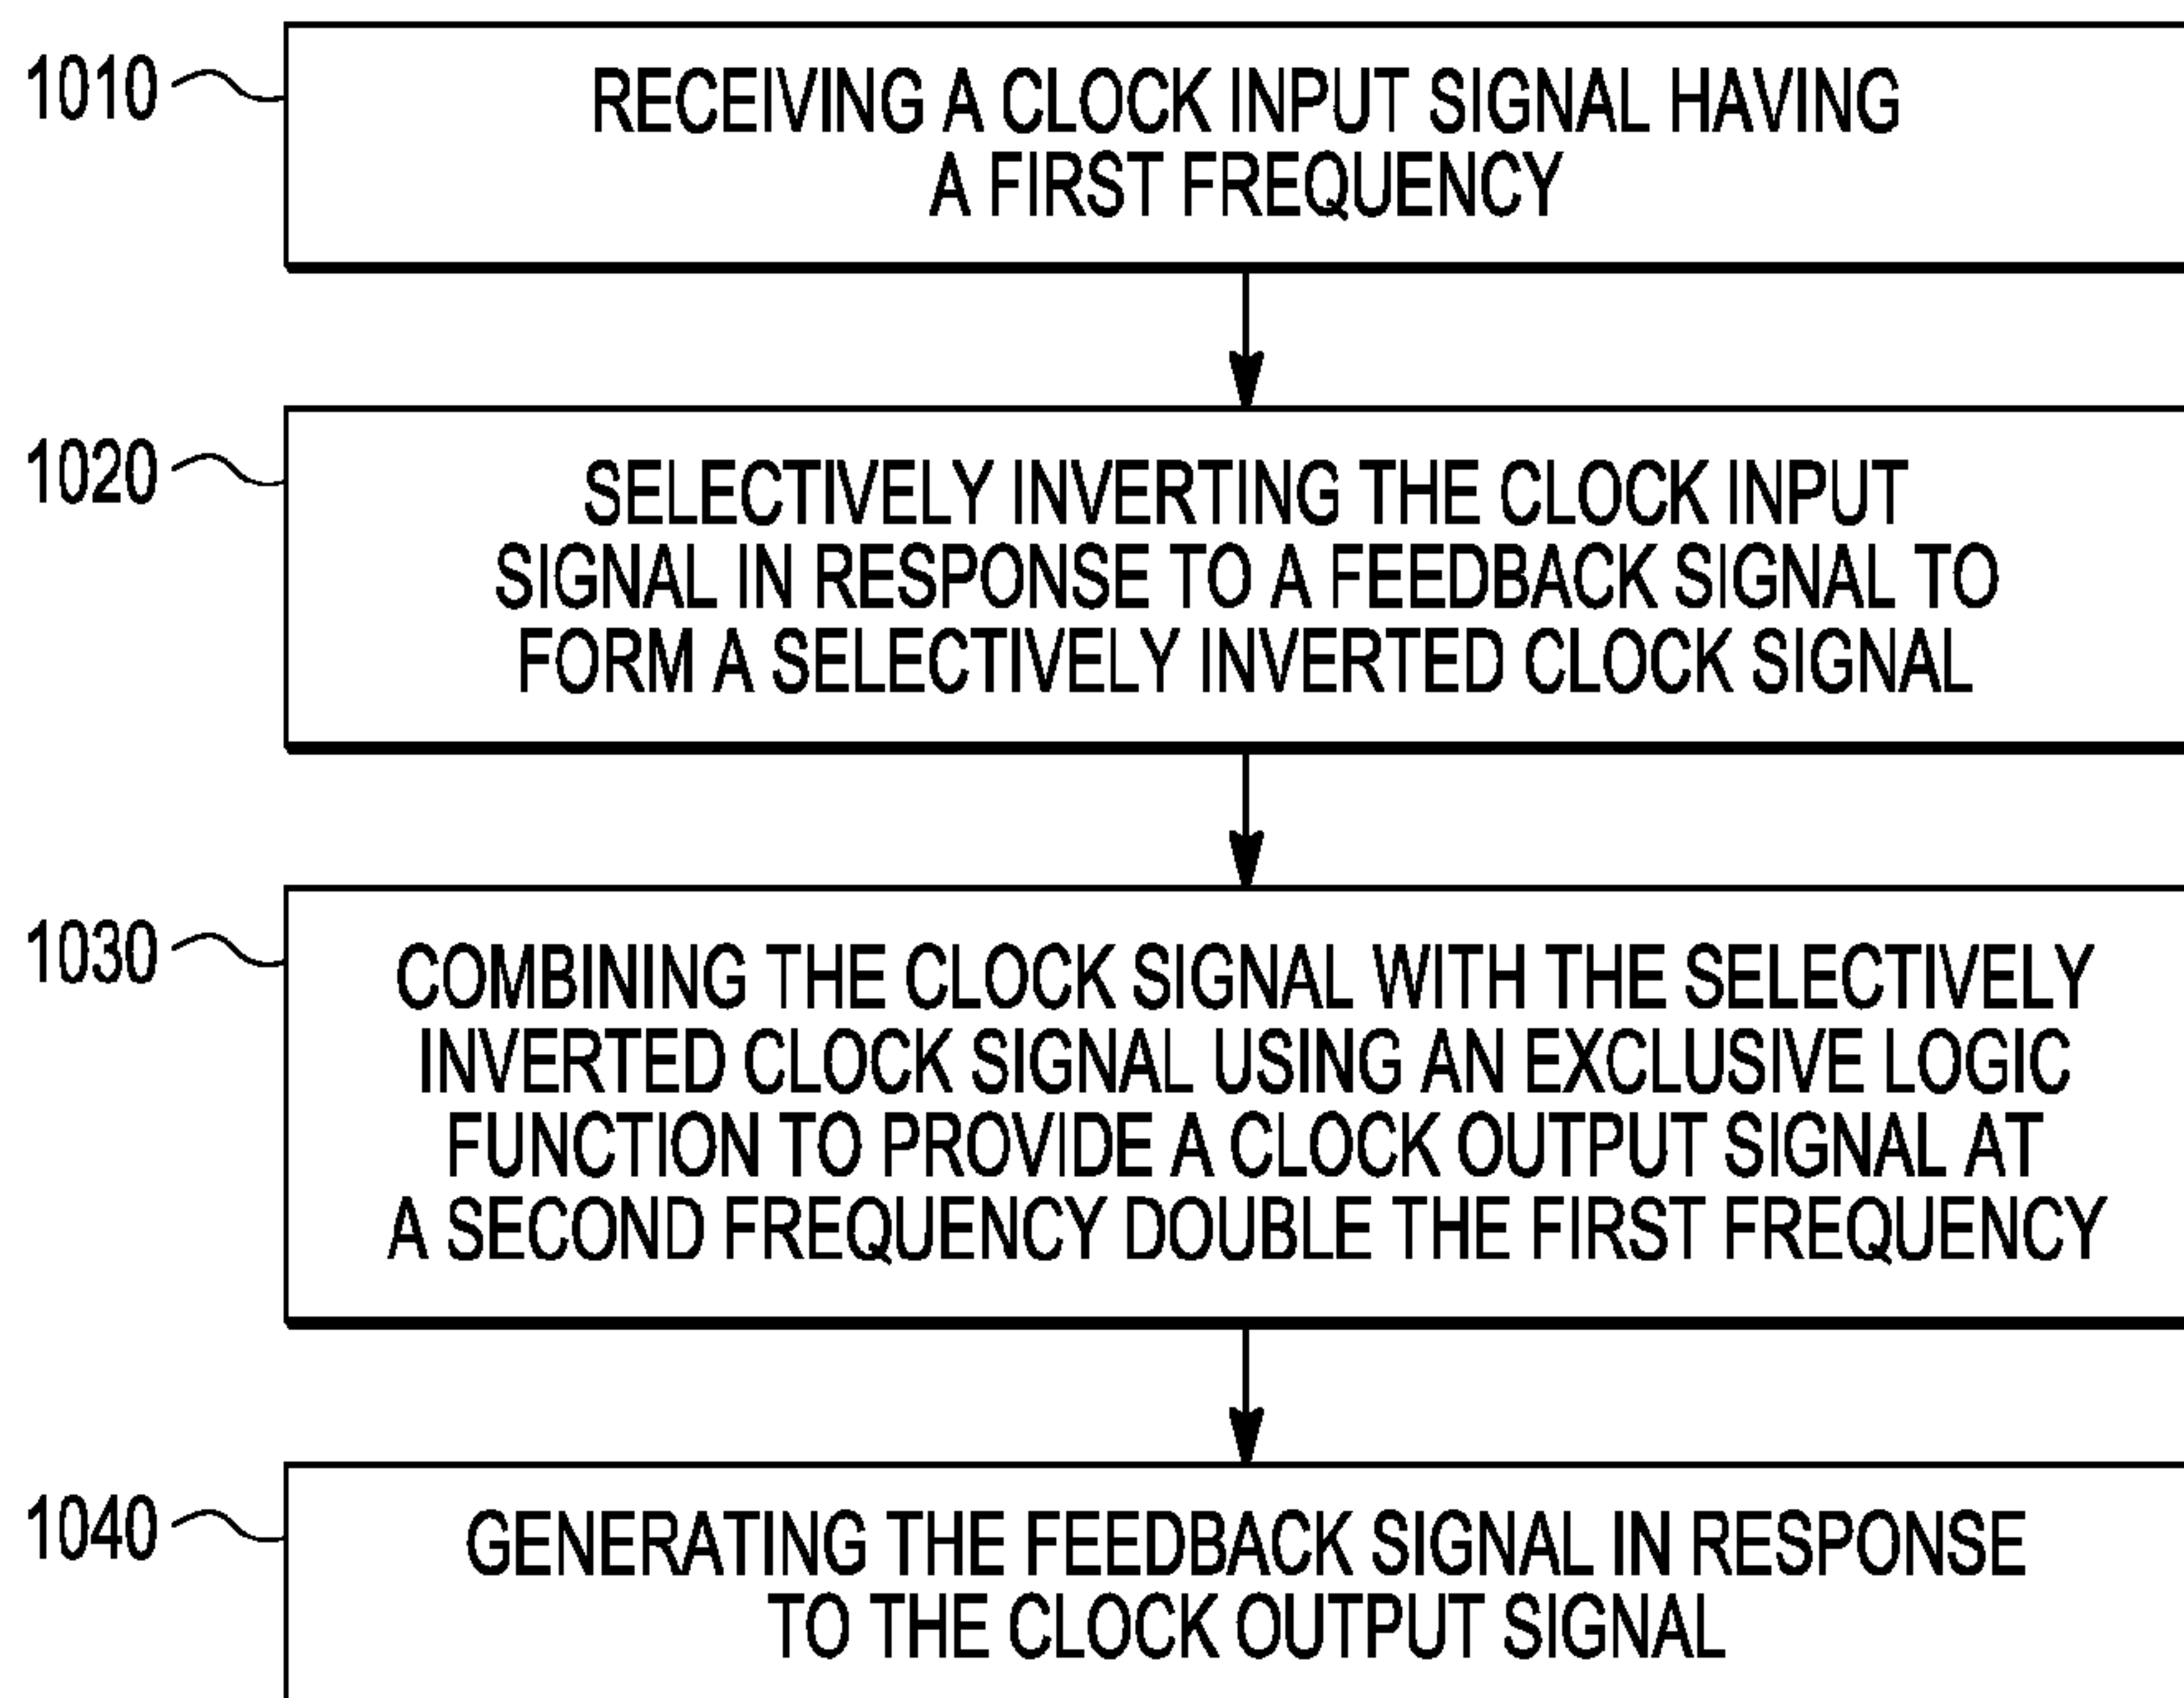 1010
RECEIVING A CLOCK INPUT SIGNAL HAVING
A FIRST FREQUENCY
1020
SELECTIVELY INVERTING THE CLOCK INPUT
SIGNAL IN RESPONSE TO A FEEDBACK SIGNAL TO
FORM A SELECTIVELY INVERTED CLOCK SIGNAL
1030
COMBINING THE CLOCK SIGNAL WITH THE SELECTIVELY
INVERTED CLOCK SIGNAL USING AN EXCLUSIVE LOGIC
FUNCTION TO PROVIDE A CLOCK OUTPUT SIGNAL AT
A SECOND FREQUENCY DOUBLE THE FIRST FREQUENCY
1040
GENERATING THE FEEDBACK SIGNAL IN RESPONSE
TO THE CLOCK OUTPUT SIGNAL